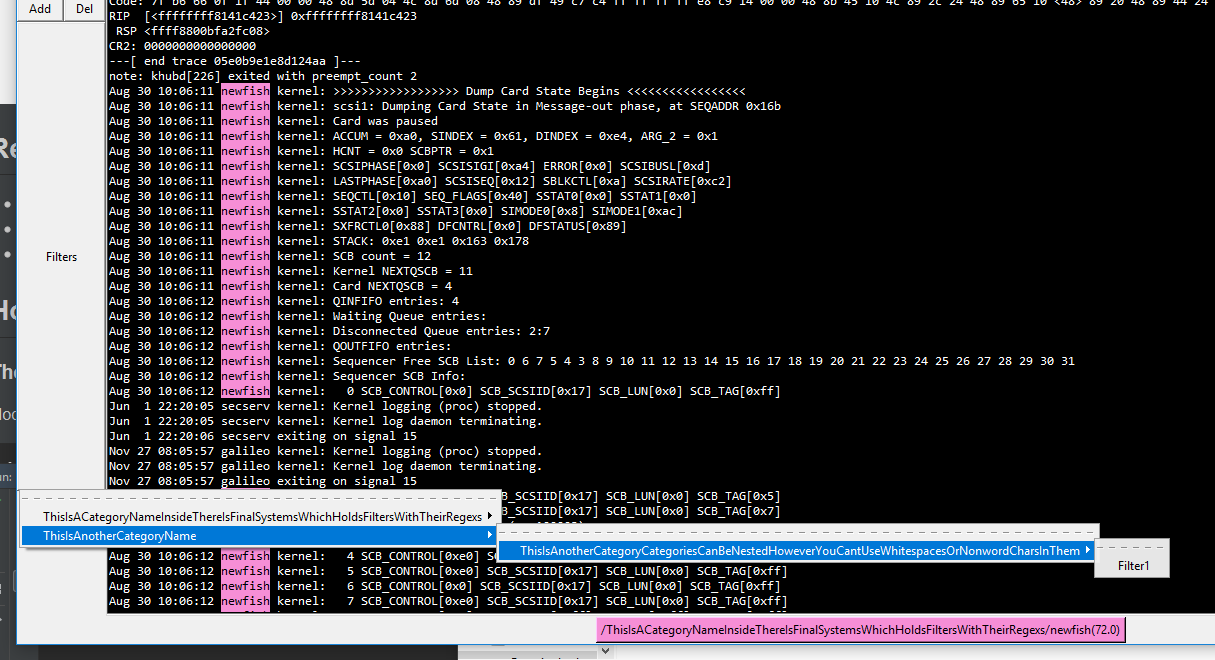 Add Del
Code: 7f b6 66 0f 1f 44 00 00 48 8d 5d 04 4c 8d 6d 08 48 89 df 49 c7 c4 ff ff ff ff e8 c9 14 00 00 48 8b 45 10 4c 89 2c 24 48 89 65 10 <48> 89 20 48 89 44 24
RIP  [<ffffffff8141c423>] 0xffffffff8141c423
RSP <ffff8800bfa2fc08>
CR2: 0000000000000000
---[ end trace 05e0b9e1e8d124aa ]---
note: khubd[226] exited with preempt_count 2
Aug 30 10:06:11 newfish kernel: >>>>>>>>>>>>>>>>>> Dump Card State Begins <<<<<<<<<<<<<<<<<
Aug 30 10:06:11 newfish kernel: scsi1: Dumping Card State in Message-out phase, at SEQADDR 0x16b
Aug 30 10:06:11 newfish kernel: Card was paused
Aug 30 10:06:11 newfish kernel: ACCUM = 0xa0, SINDEX = 0x61, DINDEX = 0xe4, ARG_2 = 0x1
Aug 30 10:06:11 newfish kernel: HCNT = 0x0 SCBPTR = 0x1
Aug 30 10:06:11 newfish kernel: SCSIPHASE[0x0] SCSISIGI[0xa4] ERROR[0x0] SCSIBUSL[0xd]
Aug 30 10:06:11 newfish kernel: LASTPHASE[0xa0] SCSISEQ[0x12] SBLKCTL[0xa] SCSIRATE[0xc2]
Aug 30 10:06:11 newfish kernel: SEQCTL[0x10] SEQ_FLAGS[0x40] SSTAT0[0x0] SSTAT1[0x0]
Aug 30 10:06:11 newfish kernel: SSTAT2[0x0] SSTAT3[0x0] SIMODE0[0x8] SIMODE1[0xac]
Aug 30 10:06:11 newfish kernel: SXFRCTL0[0x88] DFCNTRL[0x0] DFSTATUS[0x89]
Aug 30 10:06:11 newfish kernel: STACK: 0xe1 0xe1 0x163 0x178
Filters
Aug 30 10:06:11 newfish kernel: SCB count = 12
Aug 30 10:06:11 newfish kernel: Kernel NEXTQSCB = 11
Aug 30 10:06:11 newfish kernel: Card NEXTQSCB = 4
Aug 30 10:06:12 newfish kernel: QINFIFO entries: 4
Aug 30 10:06:12 newfish kernel: Waiting Queue entries:
Aug 30 10:06:12 newfish kernel: Disconnected Queue entries: 2:7
Aug 30 10:06:12 newfish kernel: QOUTFIFO entries:
Aug 30 10:06:12 newfish kernel: Sequencer Free SCB List: 0 6 7 5 4 3 8 9 10 11 12 13 14 15 16 17 18 19 20 21 22 23 24 25 26 27 28 29 30 31
Aug 30 10:06:12 newfish kernel: Sequencer SCB Info:
Aug 30 10:06:12 newfish kernel:   0 SCB_CONTROL[0x0] SCB_SCSIID[0x17] SCB_LUN[0x0] SCB_TAG[0xff]
Jun  1 22:20:05 secserv kernel: Kernel logging (proc) stopped.
Jun  1 22:20:05 secserv kernel: Kernel log daemon terminating.
Jun  1 22:20:06 secserv exiting on signal 15
Nov 27 08:05:57 galileo kernel: Kernel logging (proc) stopped.
Nov 27 08:05:57 galileo kernel: Kernel log daemon terminating.
Nov 27 08:05:57 galileo exiting on signal 15
B_SCSIID[0x17] SCB_LUN[0x0] SCB_TAG[0x5]
ThisIsACategoryNameInsideThereIsFinalSystemsWhichHoldsFiltersWithTheirRegexs
B_SCSIID[0x17] SCB_LUN[0x0] SCB_TAG[0x7]
ThisIsAnotherCategoryName
ThisIsAnotherCategoryCategoriesCanBeNestedHoweverYouCantUseWhitespacesOrNonwordCharsInThem
Filter1
Aug 30 10:06:12 newfish kernel:   4 SCB_CONTROL[0xe0] S
Aug 30 10:06:12 newfish kernel:   5 SCB_CONTROL[0xe0] SCB_SCSIID[0x17] SCB_LUN[0x0] SCB_TAG[0xff]
Aug 30 10:06:12 newfish kernel:   6 SCB_CONTROL[0xe0] SCB_SCSIID[0x17] SCB_LUN[0x0] SCB_TAG[0xff]
Aug 30 10:06:12 newfish kernel:   7 SCB_CONTROL[0xe0] SCB_SCSIID[0x17] SCB_LUN[0x0] SCB_TAG[0xff]
/ThisIsACategoryNameInsideThereIsFinalSystemsWhichHoldsFiltersWithTheirRegexs/newfish(72.0)